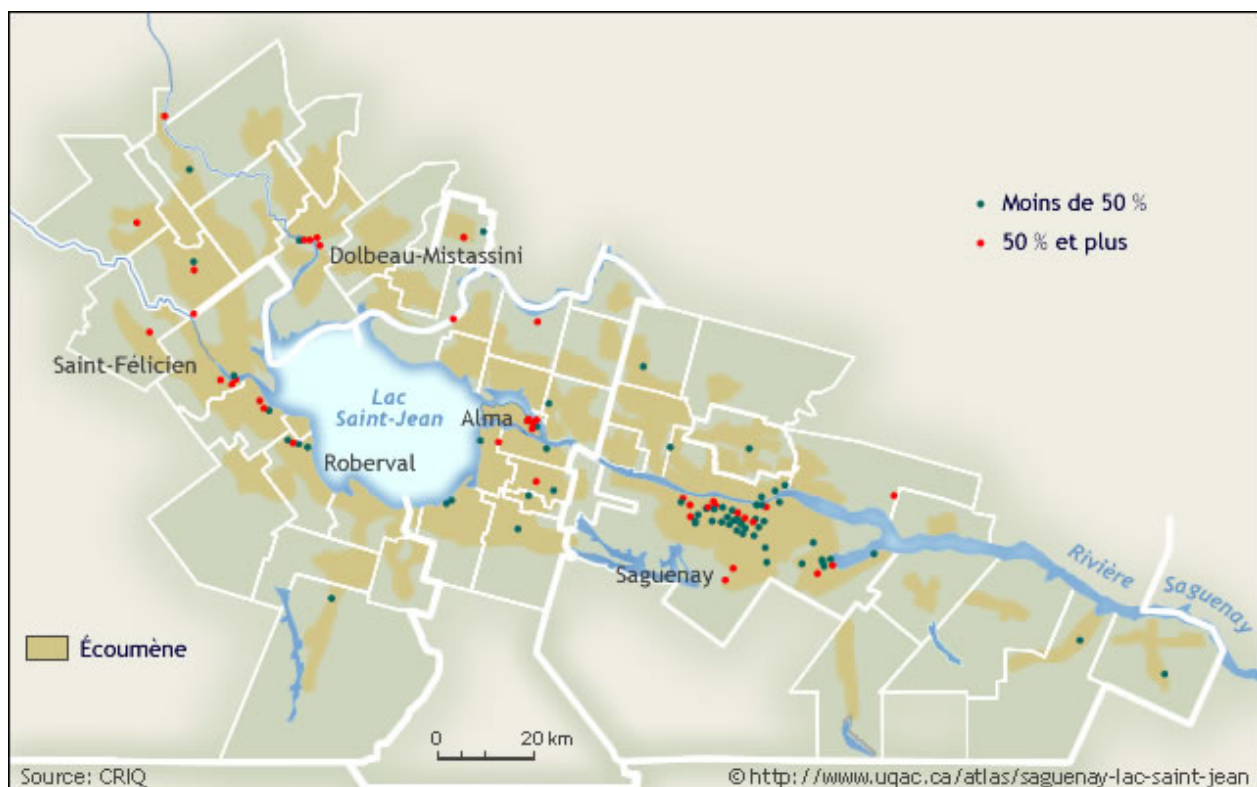 Moins de 50 %
50 % et plus
Dolbeau-Mistassini
Saint-Félicien
Lac
Saint-Jean
Alma
Roberval
Saguenay
Rivière Saguenay
Écoumène
0 20 km
Source: CRIQ
© http://www.uqac.ca/atlas/saguenay-lac-saint-jean